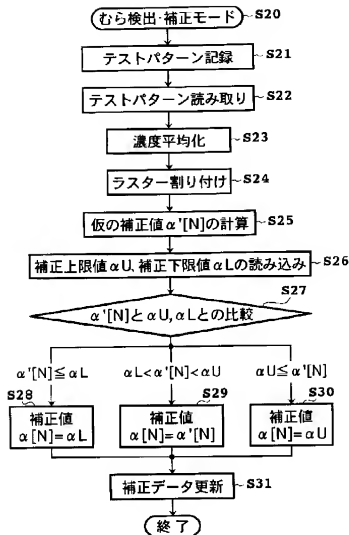 むら検出・補正モード S20
テストパターン記録 S21
テストパターン読み取り S22
濃度平均化 S23
ラスター割り付け S24
仮の補正値α'[N]の計算 S25
補正上限値αU、補正下限値αLの読み込み S26
α'[N]とαU,αLとの比較 S27
α'[N]≦αL αL<α'[N]<αU αU≦α'[N]
S28 S29 S30
補正値 補正値 補正値
α[N]=αL α[N]=α'[N] α[N]=αU
補正データ更新 S31
終了